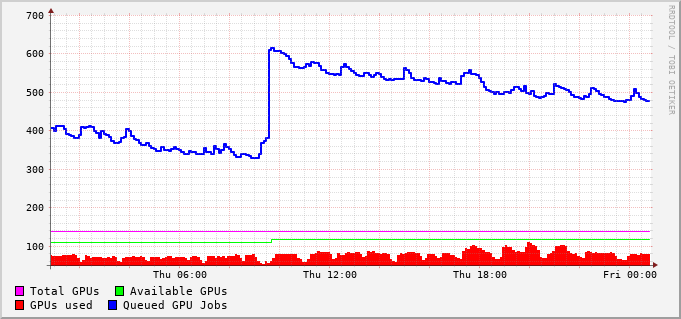 RRDTOOL / TOBI OETIKER
700
600
500
400
300
200
100
Thu 06:00 Thu 12:00 Thu 18:00 Fri 00:00
Total GPUs Available GPUs
GPUs used Queued GPU Jobs